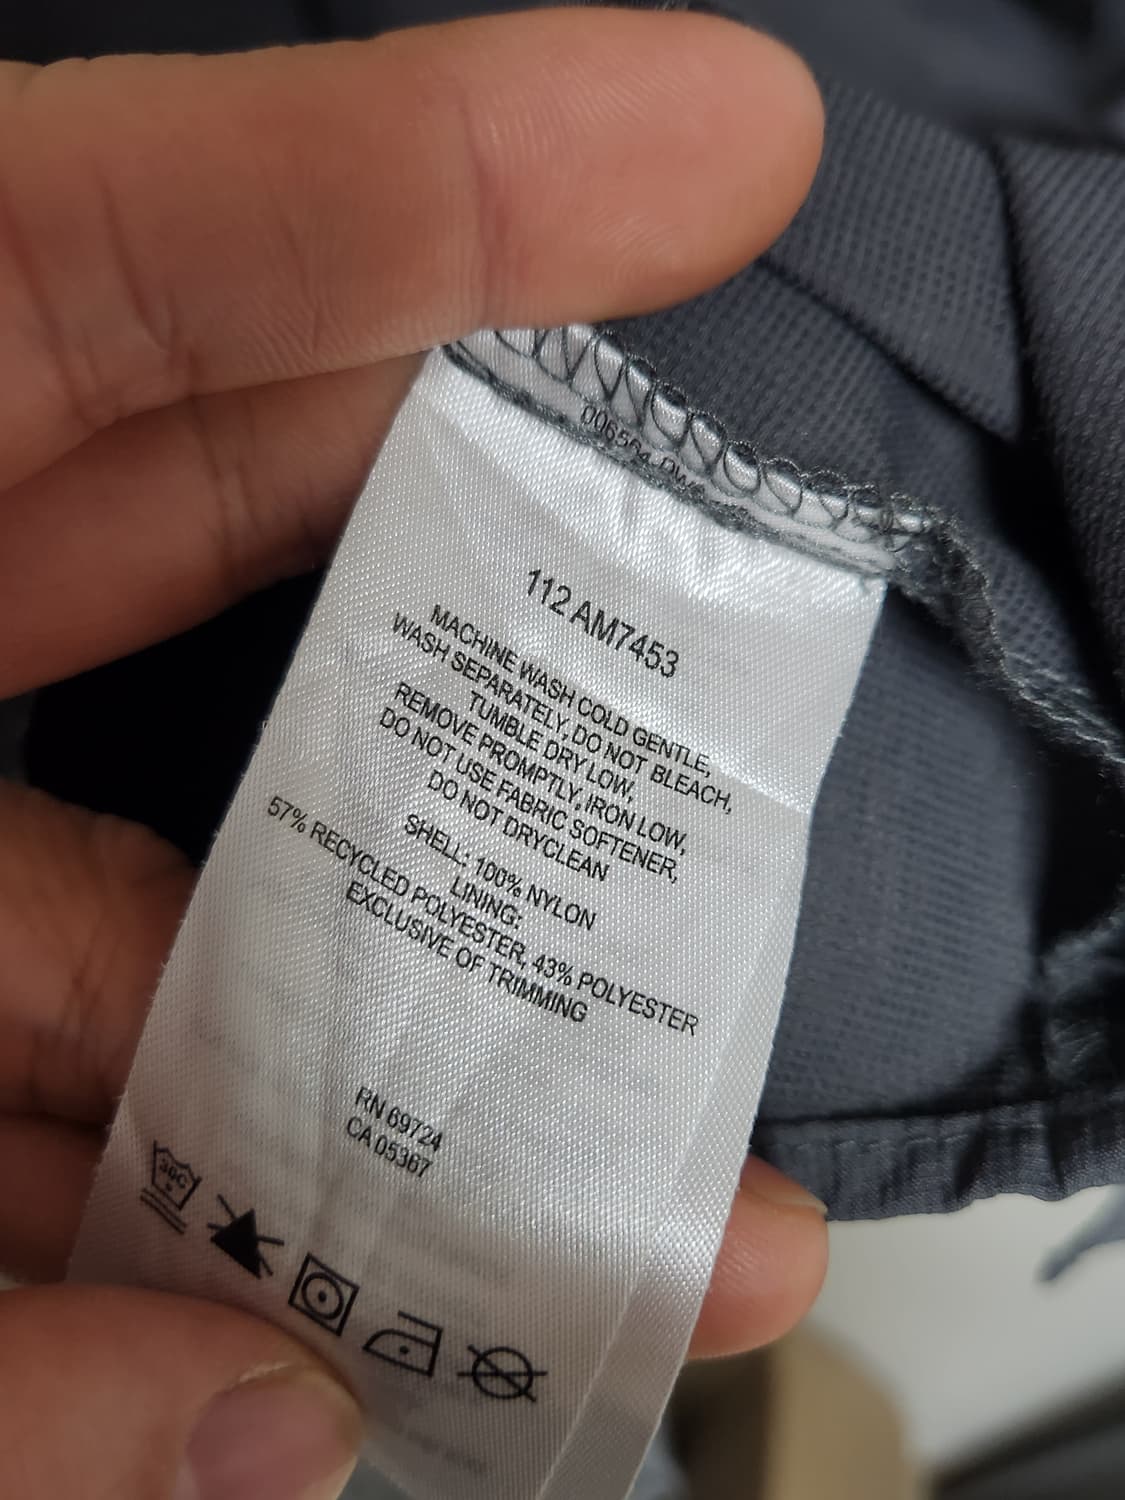 112 AM7453
MACHINE WASH COLD GENTLE,
WASH SEPARATELY, DO NOT BLEACH,
TUMBLE DRY LOW,
REMOVE PROMPTLY, IRON LOW,
DO NOT USE FABRIC SOFTENER,
DO NOT DRYCLEAN
SHELL: 100% NYLON
LINING:
57% RECYCLED POLYESTER, 43% POLYESTER
EXCLUSIVE OF TRIMMING
RN 69724
CA 05367
30C